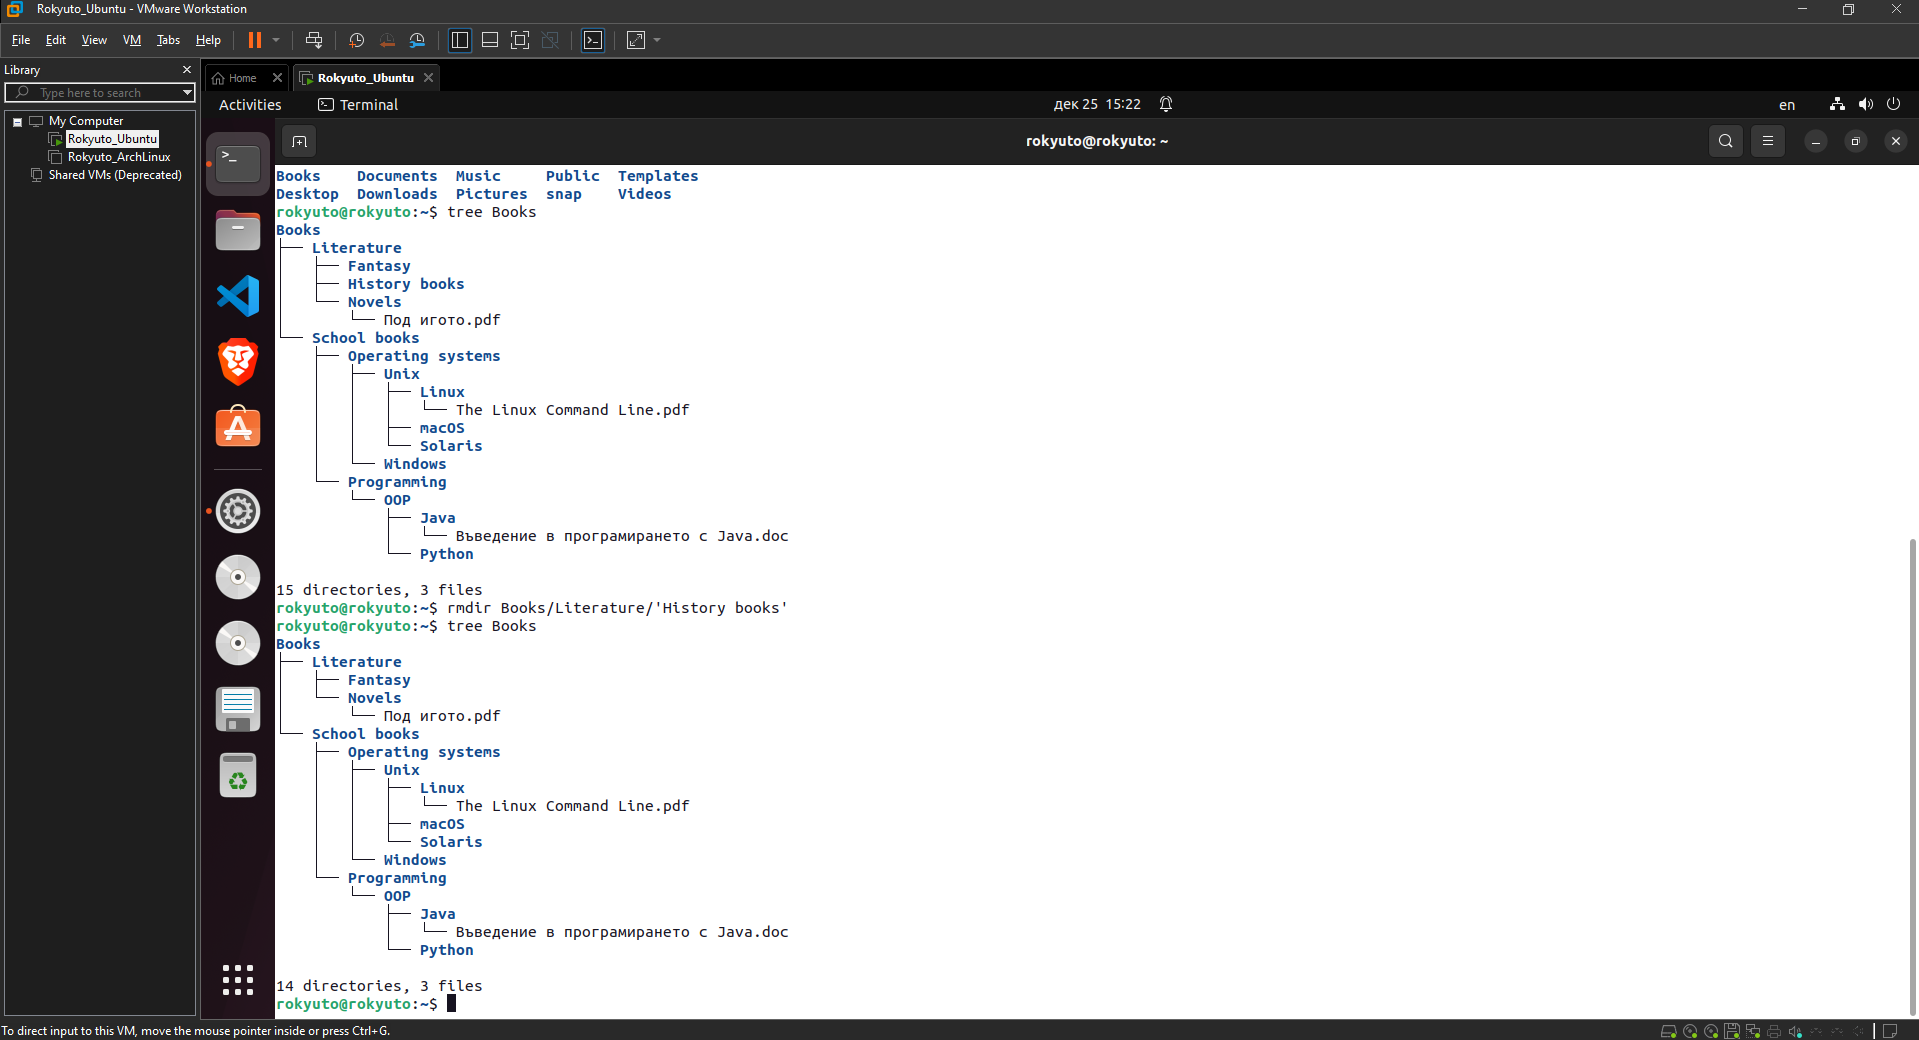 Rokyuto_Ubuntu - VMware Workstation
File Edit View VM Tabs Help
Library
Type here to search
My Computer
Rokyuto_Ubuntu
Rokyuto_ArchLinux
Shared VMs (Deprecated)
Home Rokyuto_Ubuntu
Activities Terminal дек 25 15:22 en
rokyuto@rokyuto: ~
Books Documents Music Public Templates
Desktop Downloads Pictures snap Videos
rokyuto@rokyuto:~$ tree Books
Books
├── Literature
│   ├── Fantasy
│   ├── History books
│   └── Novels
│       └── Под игото.pdf
└── School books
    ├── Operating systems
    │   ├── Unix
    │   │   ├── Linux
    │   │   │   └── The Linux Command Line.pdf
    │   │   ├── macOS
    │   │   └── Solaris
    │   └── Windows
    └── Programming
        └── OOP
            ├── Java
            │   └── Въведение в програмирането с Java.doc
            └── Python
15 directories, 3 files
rokyuto@rokyuto:~$ rmdir Books/Literature/'History books'
rokyuto@rokyuto:~$ tree Books
Books
├── Literature
│   ├── Fantasy
│   └── Novels
│       └── Под игото.pdf
└── School books
    ├── Operating systems
    │   ├── Unix
    │   │   ├── Linux
    │   │   │   └── The Linux Command Line.pdf
    │   │   ├── macOS
    │   │   └── Solaris
    │   └── Windows
    └── Programming
        └── OOP
            ├── Java
            │   └── Въведение в програмирането с Java.doc
            └── Python
14 directories, 3 files
rokyuto@rokyuto:~$
To direct input to this VM, move the mouse pointer inside or press Ctrl+G.